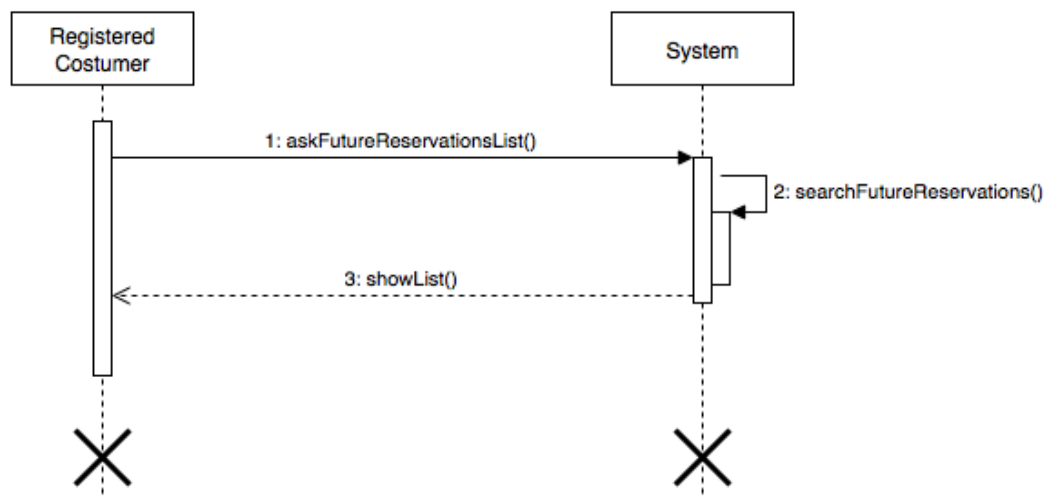 Registered
Costumer
System
1: askFutureReservationsList()
2: searchFutureReservations()
3: showList()